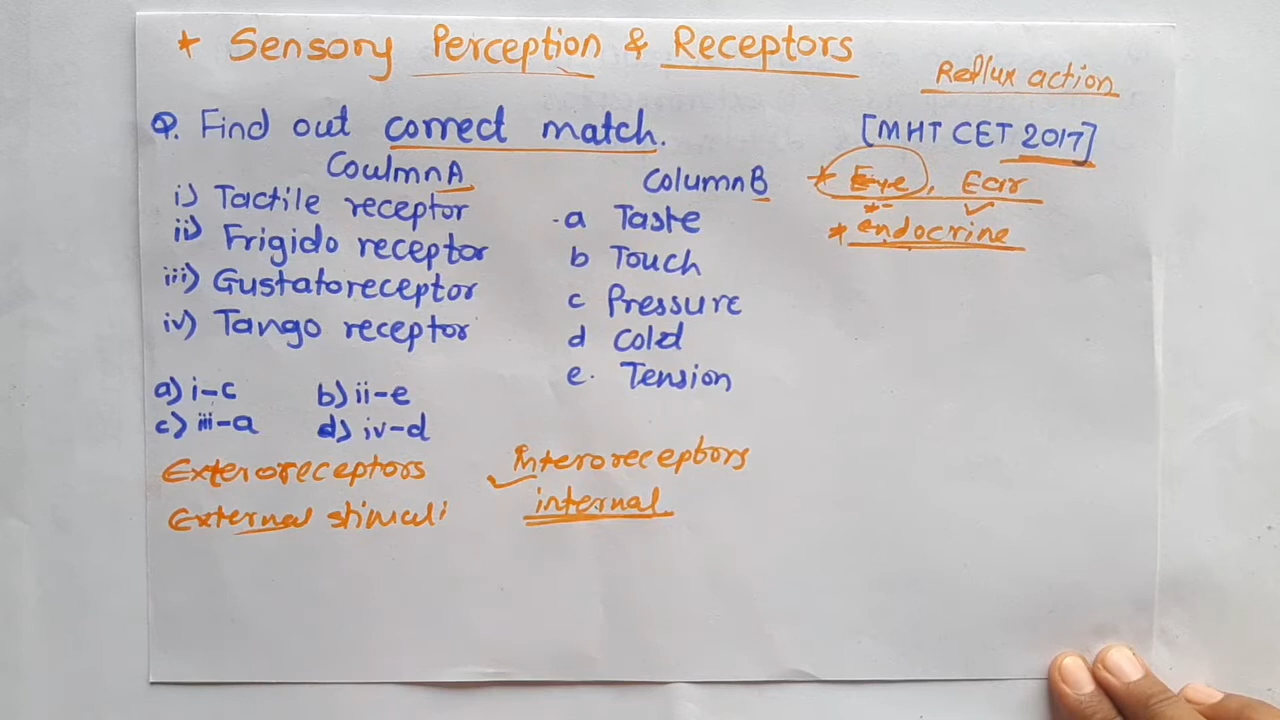 * Sensory Perception & Receptors
Reflux action
Q. Find out correct match.
[MHT CET 2017]
CoulmnA
ColumnB
* Eye, Ear
i) Tactile receptor
a Taste
* endocrine
ii) Frigido receptor
b Touch
iii) Gustatoreceptor
c Pressure
iv) Tango receptor
d Cold
e. Tension
a) i-c b) ii-e
c) iii-a d) iv-d
Exteroreceptors
Interoreceptors
External stimuli
internal